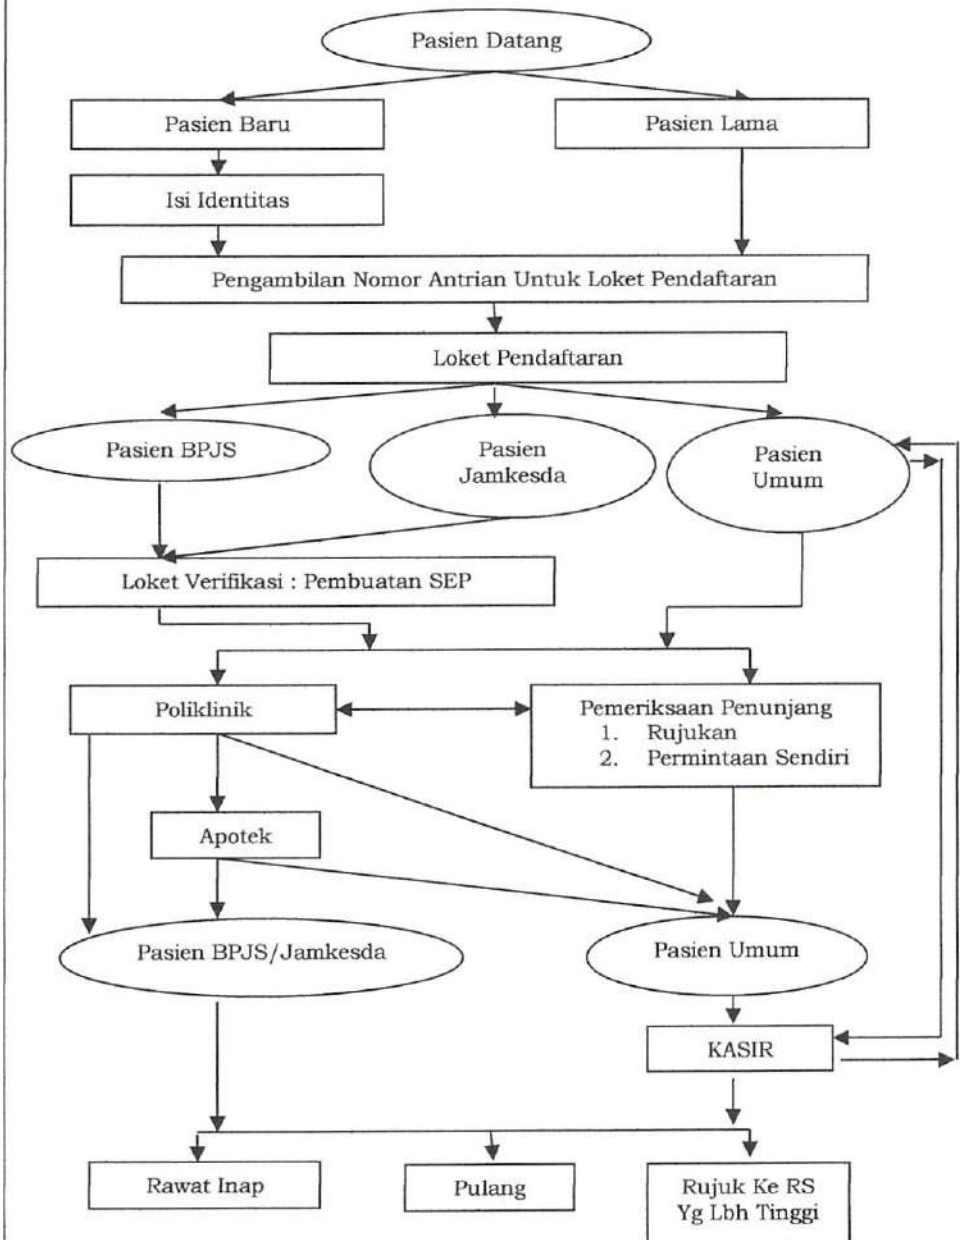 Pasien Datang
Pasien Baru
Pasien Lama
Isi Identitas
Pengambilan Nomor Antrian Untuk Loket Pendaftaran
Loket Pendaftaran
Pasien BPJS
Pasien
Jamkesda
Pasien
Umum
Loket Verifikasi : Pembuatan SEP
Poliklinik
Pemeriksaan Penunjang
1. Rujukan
2. Permintaan Sendiri
Apotek
Pasien BPJS/Jamkesda
Pasien Umum
KASIR
Rawat Inap
Pulang
Rujuk Ke RS
Yg Lbh Tinggi